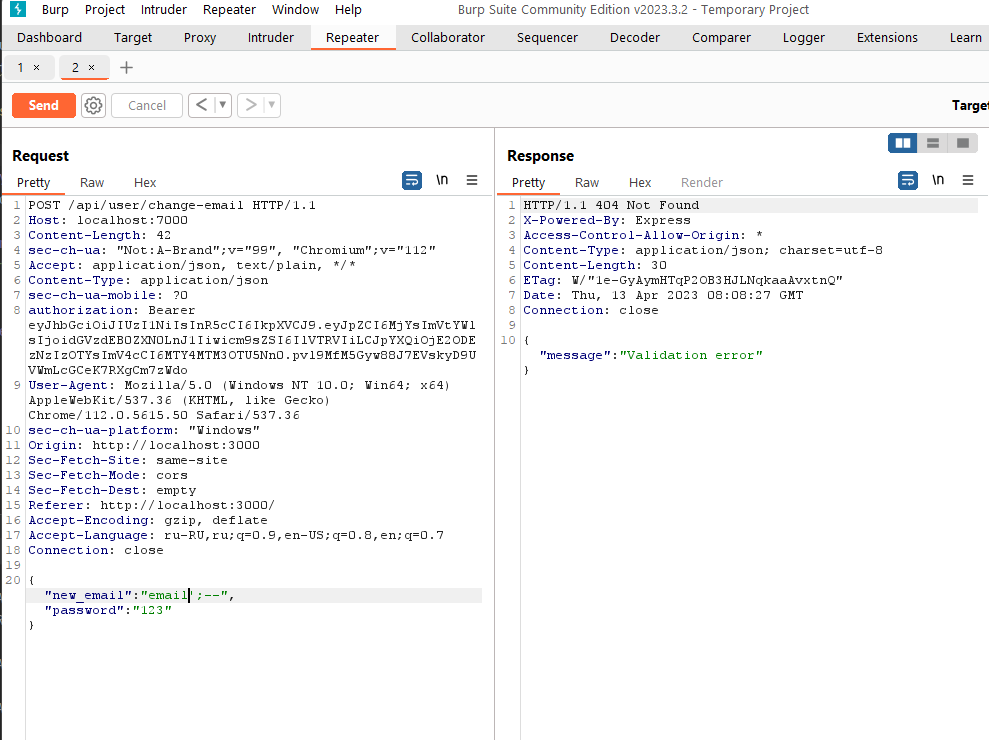 Burp Project Intruder Repeater Window Help Burp Suite Community Edition v2023.3.2 - Temporary Project
Dashboard Target Proxy Intruder Repeater Collaborator Sequencer Decoder Comparer Logger Extensions Learn
1 × 2 × +
Send Cancel < ▼ > ▼ Target
Request
Pretty Raw Hex \n
1 POST /api/user/change-email HTTP/1.1
2 Host: localhost:7000
3 Content-Length: 42
4 sec-ch-ua: "Not:A-Brand";v="99", "Chromium";v="112"
5 Accept: application/json, text/plain, */*
6 Content-Type: application/json
7 sec-ch-ua-mobile: ?0
8 authorization: Bearer
eyJhbGciOiJIUzI1NiIsInR5cCI6IkpXVCJ9.eyJpZCI6MjYsImVtYWl
sIjoidGVzdEB0ZXN0LnJ1Iiwicm9sZSI6IlVTRVIiLCJpYXQiOjE2ODE
zNzIzOTYsImV4cCI6MTY4MTM3OTU5Nn0.pvl9MfM5Gyw88J7EVskyD9U
VWmLcGCeK7RXgCm7zWdo
9 User-Agent: Mozilla/5.0 (Windows NT 10.0; Win64; x64)
AppleWebKit/537.36 (KHTML, like Gecko)
Chrome/112.0.5615.50 Safari/537.36
10 sec-ch-ua-platform: "Windows"
11 Origin: http://localhost:3000
12 Sec-Fetch-Site: same-site
13 Sec-Fetch-Mode: cors
14 Sec-Fetch-Dest: empty
15 Referer: http://localhost:3000/
16 Accept-Encoding: gzip, deflate
17 Accept-Language: ru-RU,ru;q=0.9,en-US;q=0.8,en;q=0.7
18 Connection: close
19
20 {
"new_email":"email';--",
"password":"123"
}
Response
Pretty Raw Hex Render \n
1 HTTP/1.1 404 Not Found
2 X-Powered-By: Express
3 Access-Control-Allow-Origin: *
4 Content-Type: application/json; charset=utf-8
5 Content-Length: 30
6 ETag: W/"1e-GyAymHTqP2OB3HJLNqkaaAvxtnQ"
7 Date: Thu, 13 Apr 2023 08:08:27 GMT
8 Connection: close
9
10 {
"message":"Validation error"
}